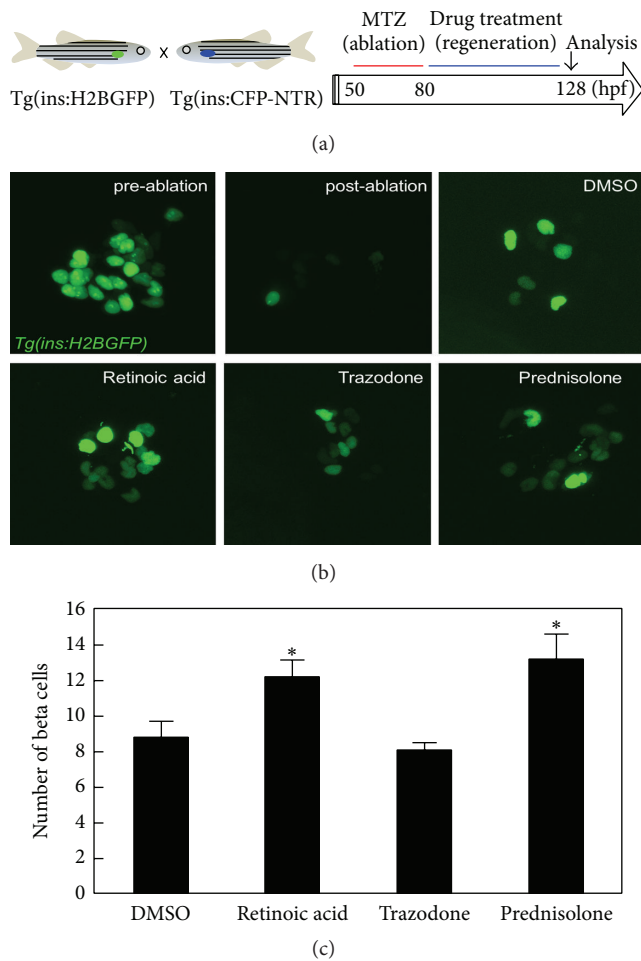 Tg(ins:H2BGFP)
x
Tg(ins:CFP-NTR)
MTZ
(ablation)
Drug treatment
(regeneration)
Analysis
50
80
128 (hpf)
(a)
pre-ablation
post-ablation
DMSO
Tg(ins:H2BGFP)
Retinoic acid
Trazodone
Prednisolone
(b)
Number of beta cells
16
14
12
10
8
6
4
2
0
*
*
DMSO
Retinoic acid
Trazodone
Prednisolone
(c)